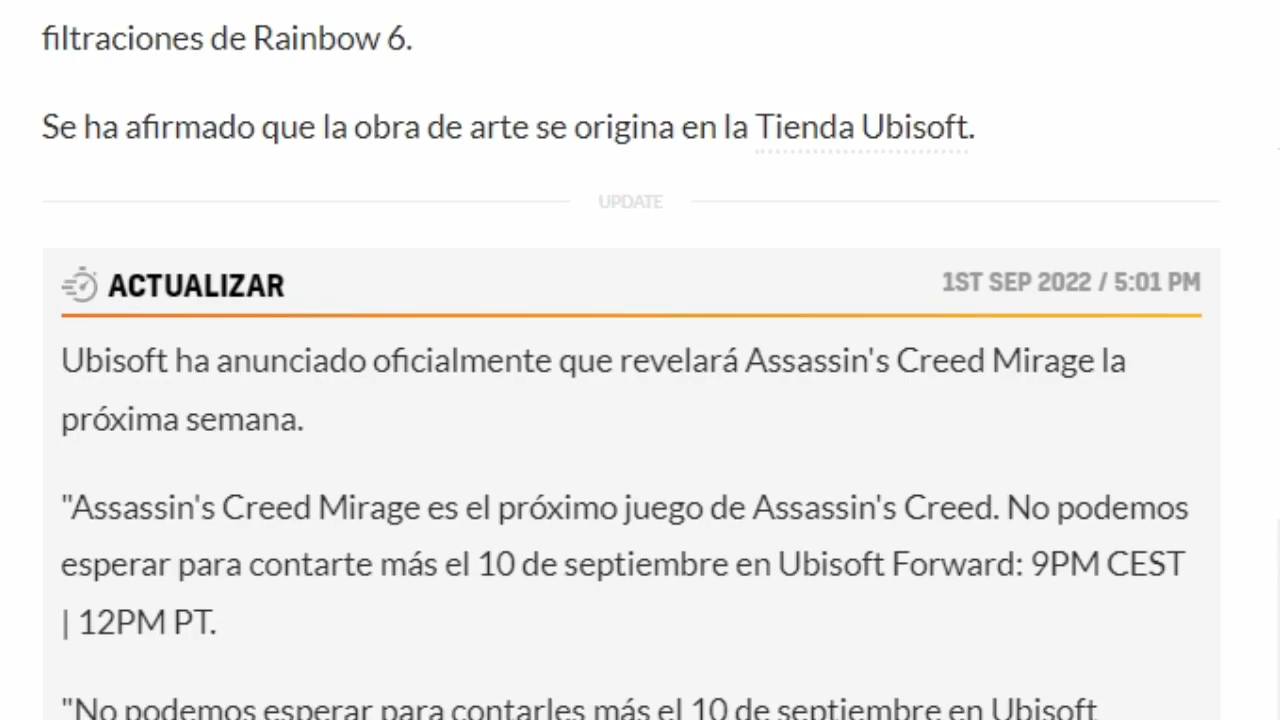 filtraciones de Rainbow 6.
Se ha afirmado que la obra de arte se origina en la Tienda Ubisoft.
UPDATE
ACTUALIZAR
1ST SEP 2022 / 5:01 PM
Ubisoft ha anunciado oficialmente que revelará Assassin's Creed Mirage la
próxima semana.
"Assassin's Creed Mirage es el próximo juego de Assassin's Creed. No podemos
esperar para contarte más el 10 de septiembre en Ubisoft Forward: 9PM CEST
| 12PM PT.
"No podemos esperar para contarles más el 10 de septiembre en Ubisoft